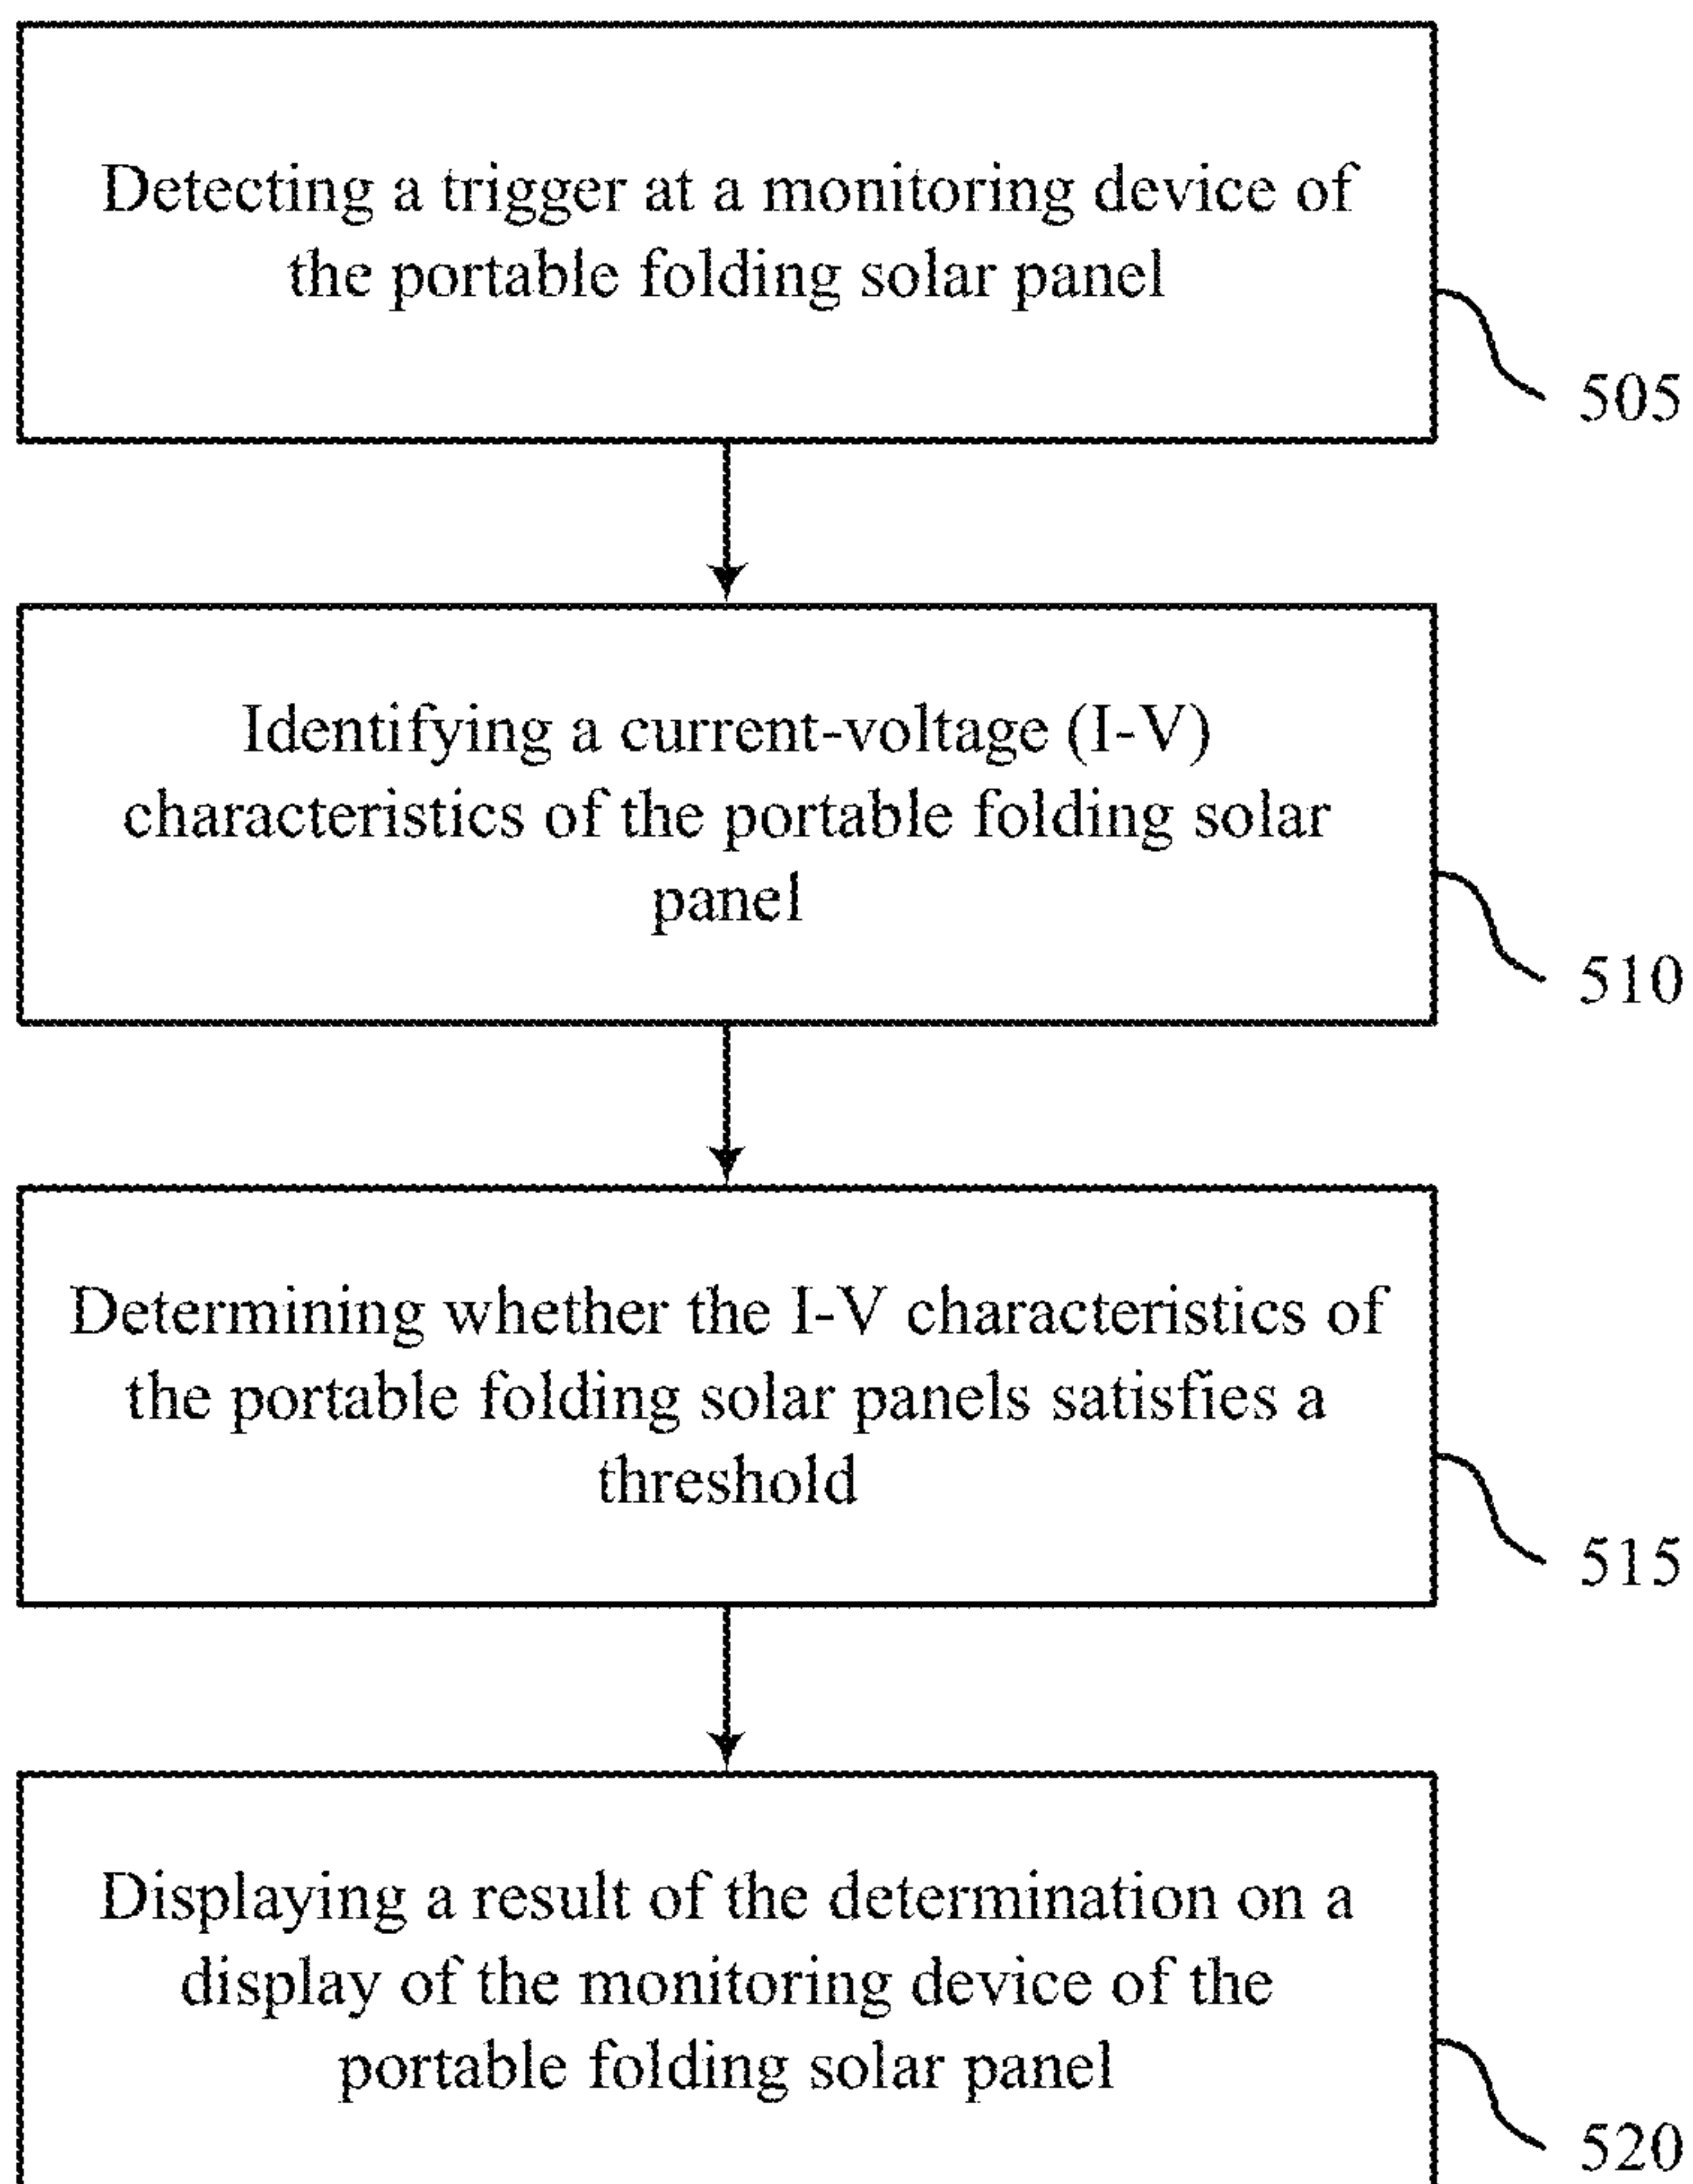 Detecting a trigger at a monitoring device of
the portable folding solar panel
505
Identifying a current-voltage (I-V)
characteristics of the portable folding solar
panel
510
Determining whether the I-V characteristics of
the portable folding solar panels satisfies a
threshold
515
Displaying a result of the determination on a
display of the monitoring device of the
portable folding solar panel
520